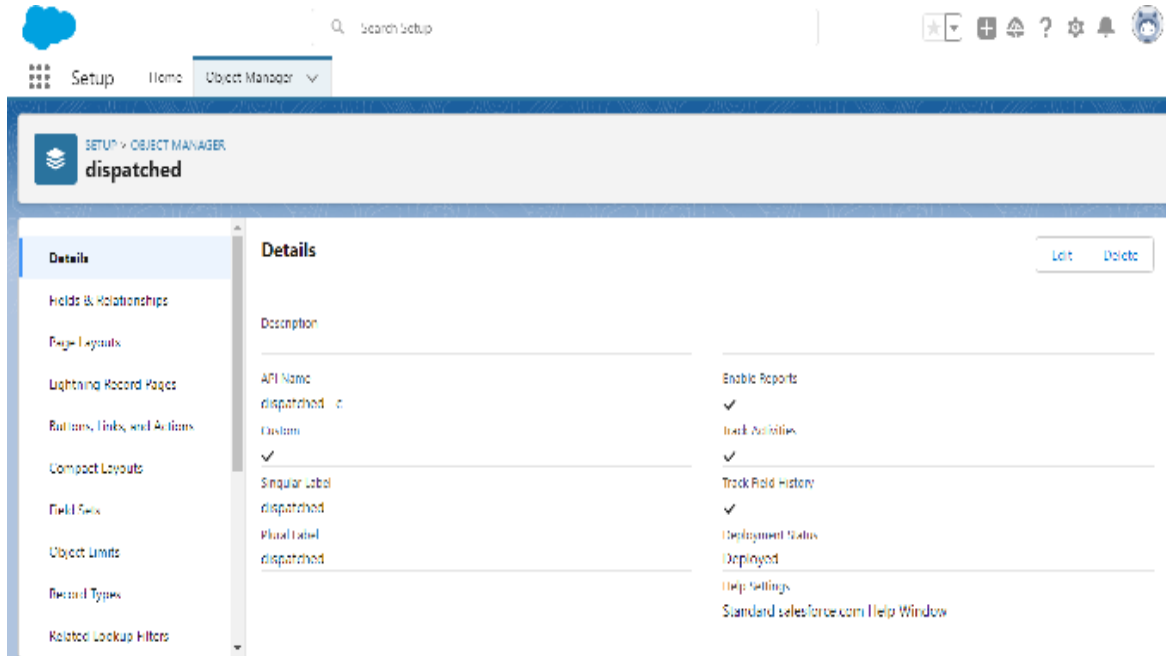 Search Setup
Setup Home Object Manager
SETUP > OBJECT MANAGER
dispatched
Details
Fields & Relationships
Page Layouts
Lightning Record Pages
Buttons, Links, and Actions
Compact Layouts
Field Sets
Object Limits
Record Types
Related Lookup Filters
Details
Edit Delete
Description
API Name
dispatched__c
Custom
Singular Label
dispatched
Plural Label
dispatched
Enable Reports
Track Activities
Track Field History
Deployment Status
Deployed
Help Settings
Standard salesforce.com Help Window